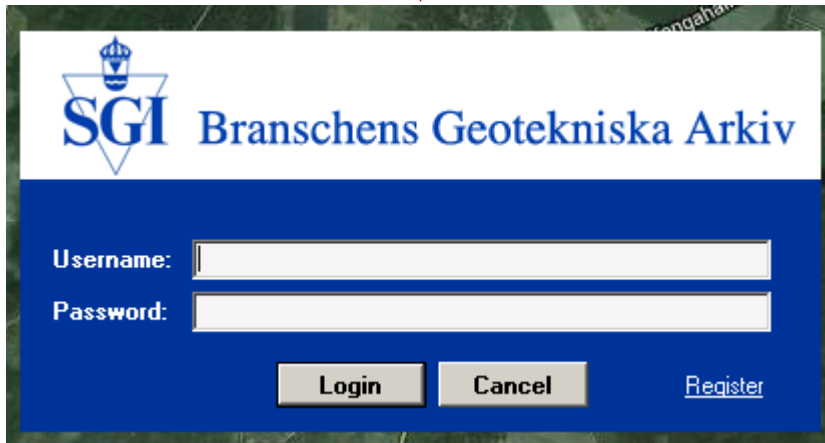 SGI Branschens Geotekniska Arkiv
Username:
Password:
Login Cancel Register